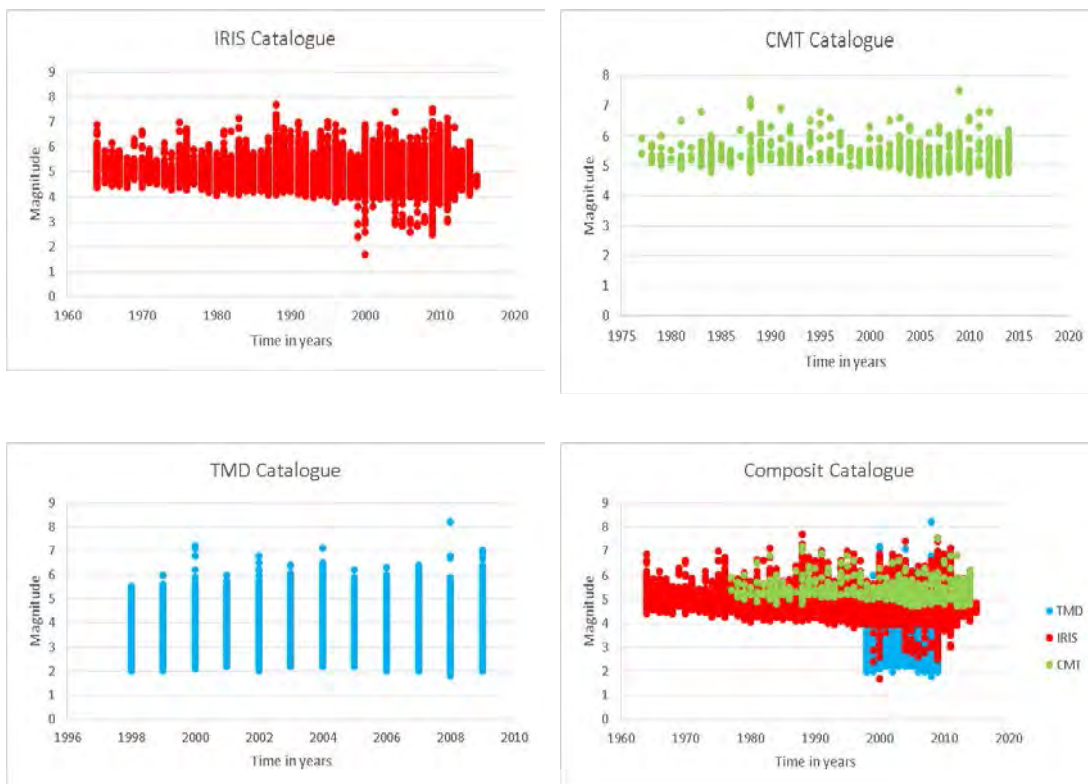 IRIS Catalogue
Magnitude
9
8
7
6
5
4
3
2
1
0
1960 1970 1980 1990 2000 2010 2020
Time in years
CMT Catalogue
Magnitude
8
7
6
5
4
3
2
1
0
1975 1980 1985 1990 1995 2000 2005 2010 2015 2020
Time in years
TMD Catalogue
Magnitude
9
8
7
6
5
4
3
2
1
0
1996 1998 2000 2002 2004 2006 2008 2010
Time in years
Composit Catalogue
Magnitude
9
8
7
6
5
4
3
2
1
0
1960 1970 1980 1990 2000 2010 2020
Time in years
TMD
IRIS
CMT